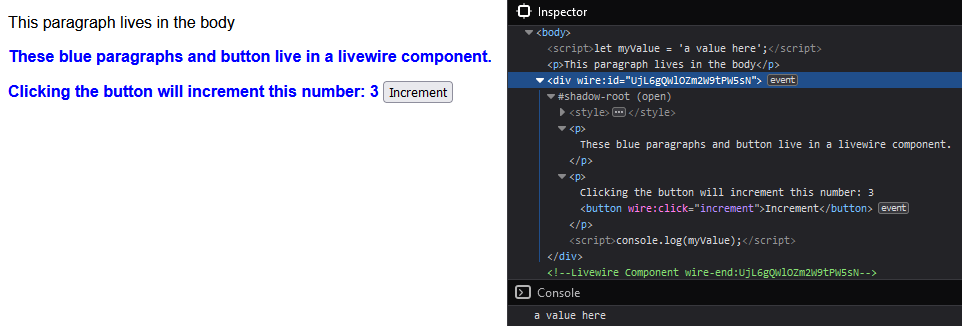 This paragraph lives in the body
These blue paragraphs and button live in a livewire component.
Clicking the button will increment this number: 3 Increment
Inspector
<body>
<script>let myValue = 'a value here';</script>
<p>This paragraph lives in the body</p>
<div wire:id="UjL6gQWlOZm2W9tPW5sN"> event
#shadow-root (open)
<style>…</style>
<p>
These blue paragraphs and button live in a livewire component.
</p>
<p>
Clicking the button will increment this number: 3
<button wire:click="increment">Increment</button> event
</p>
<script>console.log(myValue);</script>
</div>
<!--Livewire Component wire-end:UjL6gQWlOZm2W9tPW5sN-->
Console
a value here